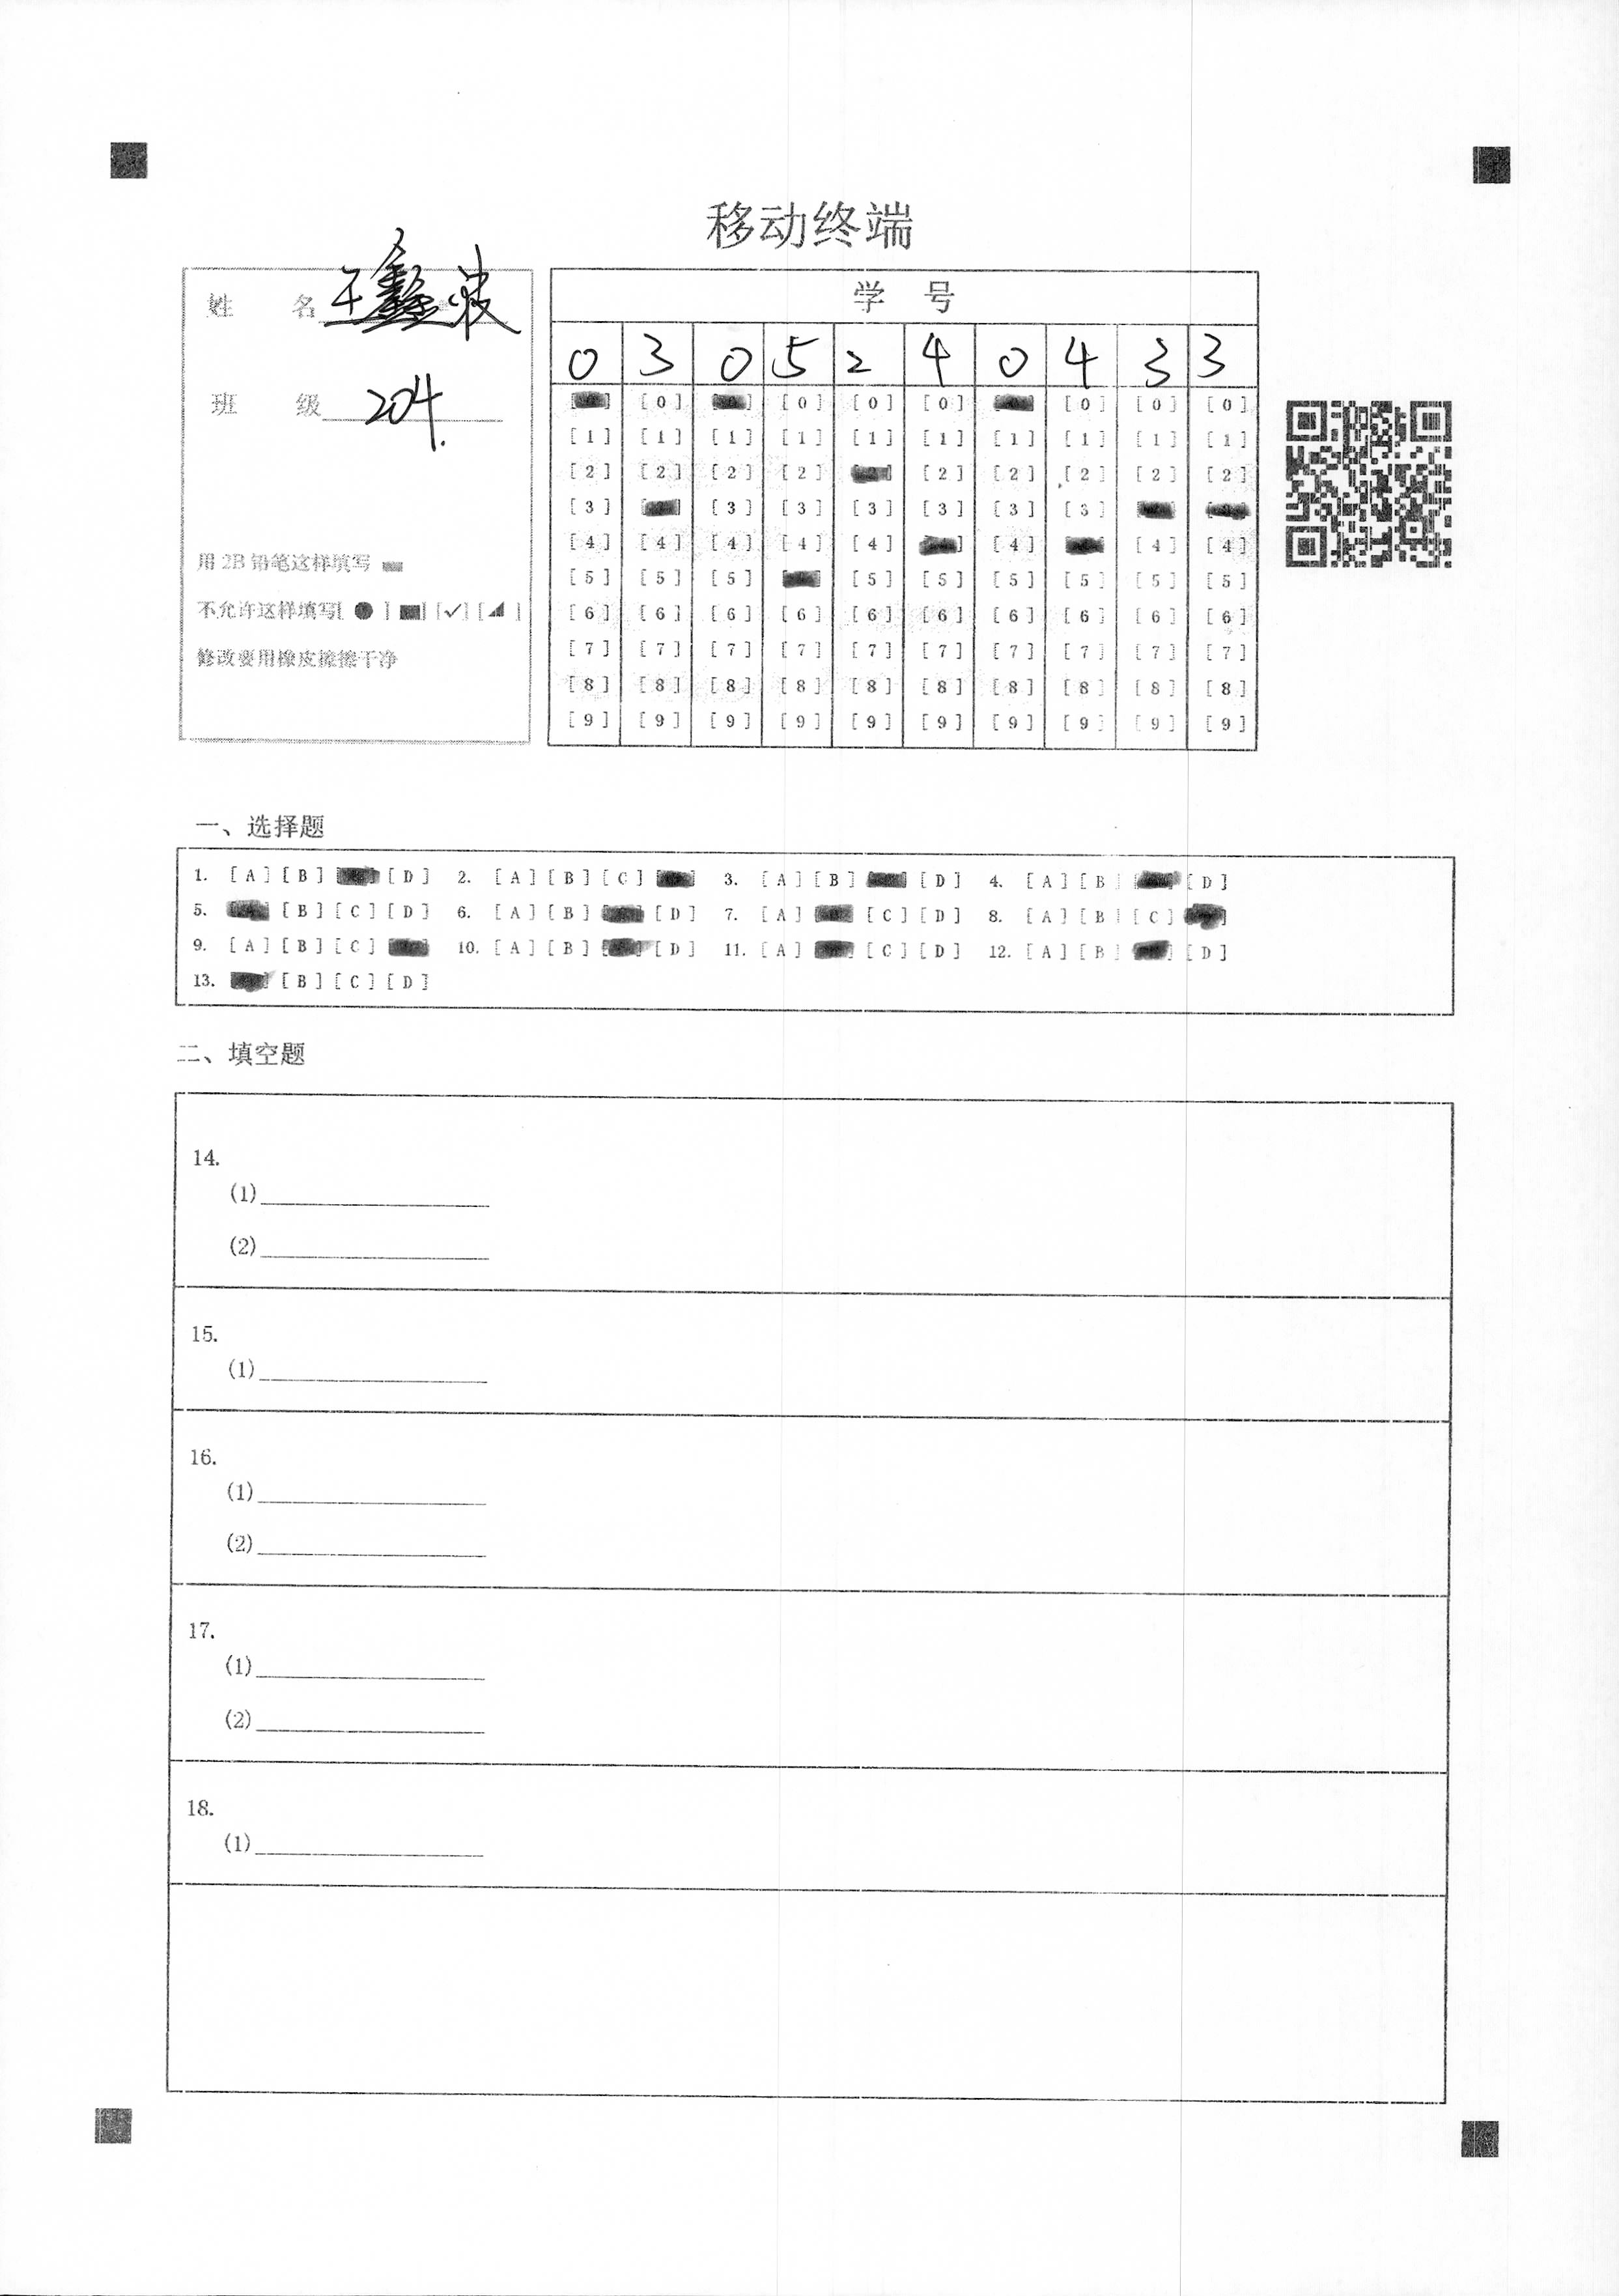 移动终端
姓 名 王鑫波
班 级 204.
用 2B 铅笔这样填写
不允许这样填写[ ● ] [■] [✓] [◢ ]
修改要用橡皮擦擦干净
学 号
0 3 0 5 2 4 0 4 3 3
[0] [0] [0] [0] [0] [0] [0]
[1] [1] [1] [1] [1] [1] [1] [1] [1] [1]
[2] [2] [2] [2] [2] [2] [2] [2] [2]
[3] [3] [3] [3] [3] [3] [3]
[4] [4] [4] [4] [4] [4] [4] [4]
[5] [5] [5] [5] [5] [5] [5] [5] [5]
[6] [6] [6] [6] [6] [6] [6] [6] [6] [6]
[7] [7] [7] [7] [7] [7] [7] [7] [7] [7]
[8] [8] [8] [8] [8] [8] [8] [8] [8] [8]
[9] [9] [9] [9] [9] [9] [9] [9] [9] [9]
一、选择题
1. [A] [B] [D] 2. [A] [B] [C] 3. [A] [B] [D] 4. [A] [B] [D]
5. [B] [C] [D] 6. [A] [B] [D] 7. [A] [C] [D] 8. [A] [B] [C]
9. [A] [B] [C] 10. [A] [B] [D] 11. [A] [C] [D] 12. [A] [B] [D]
13. [B] [C] [D]
二、填空题
14.
(1)
(2)
15.
(1)
16.
(1)
(2)
17.
(1)
(2)
18.
(1)